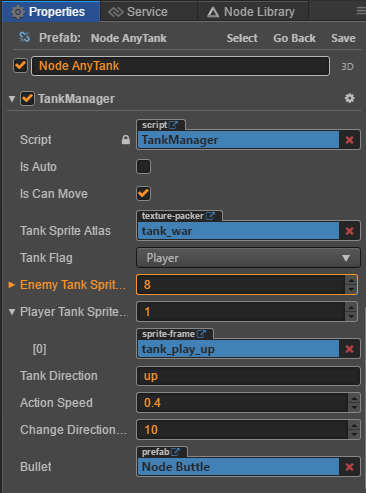 Properties Service Node Library
Prefab: Node AnyTank Select Go Back Save
Node AnyTank 3D
TankManager
script
Script TankManager
Is Auto
Is Can Move
texture-packer
Tank Sprite Atlas tank_war
Tank Flag Player
Enemy Tank Sprit... 8
Player Tank Sprite... 1
sprite-frame
[0] tank_play_up
Tank Direction up
Action Speed 0.4
Change Direction... 10
prefab
Bullet Node Buttle